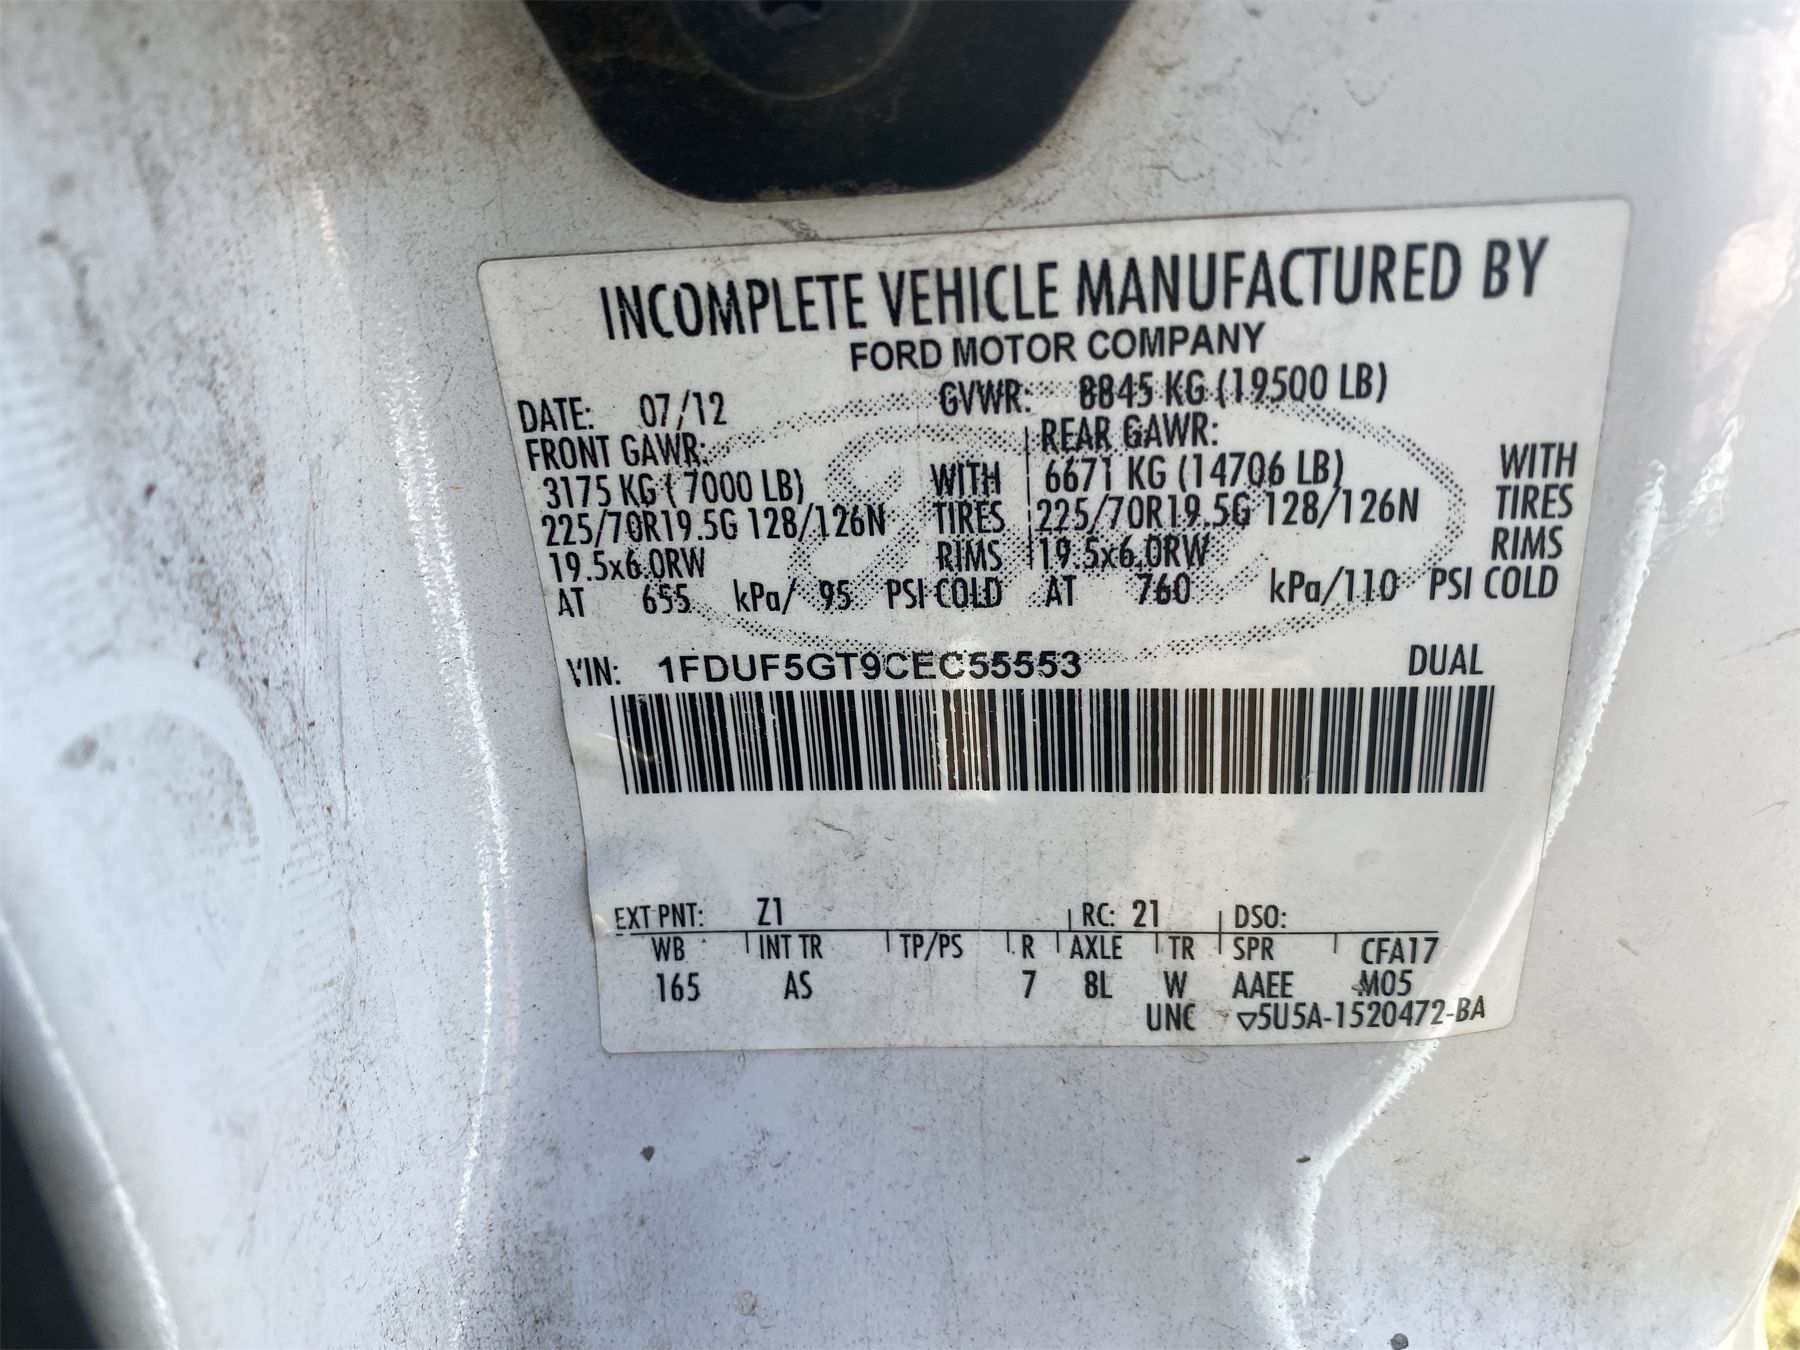 INCOMPLETE VEHICLE MANUFACTURED BY
FORD MOTOR COMPANY
DATE: 07/12 GVWR: 8845 KG (19500 LB)
FRONT GAWR: REAR GAWR:
3175 KG ( 7000 LB) WITH 6671 KG (14706 LB) WITH
225/70R19.5G 128/126N TIRES 225/70R19.5G 128/126N TIRES
19.5x6.0RW RIMS 19.5x6.0RW RIMS
AT 655 kPa/ 95 PSI COLD AT 760 kPa/110 PSI COLD
VIN: 1FDUF5GT9CEC55553 DUAL
EXT PNT: Z1 RC: 21 DSO:
WB INT TR TP/PS R AXLE TR SPR CFA17
165 AS 7 8L W AAEE M05
UNC ▽5U5A-1520472-BA